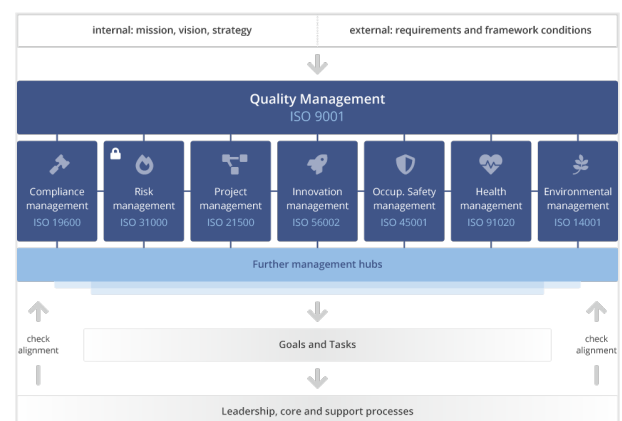 internal: mission, vision, strategy
external: requirements and framework conditions
Quality Management
ISO 9001
Compliance
management
ISO 19600
Risk
management
ISO 31000
Project
management
ISO 21500
Innovation
management
ISO 56002
Occup. Safety
management
ISO 45001
Health
management
ISO 91020
Environmental
management
ISO 14001
Further management hubs
check
alignment
Goals and Tasks
check
alignment
Leadership, core and support processes